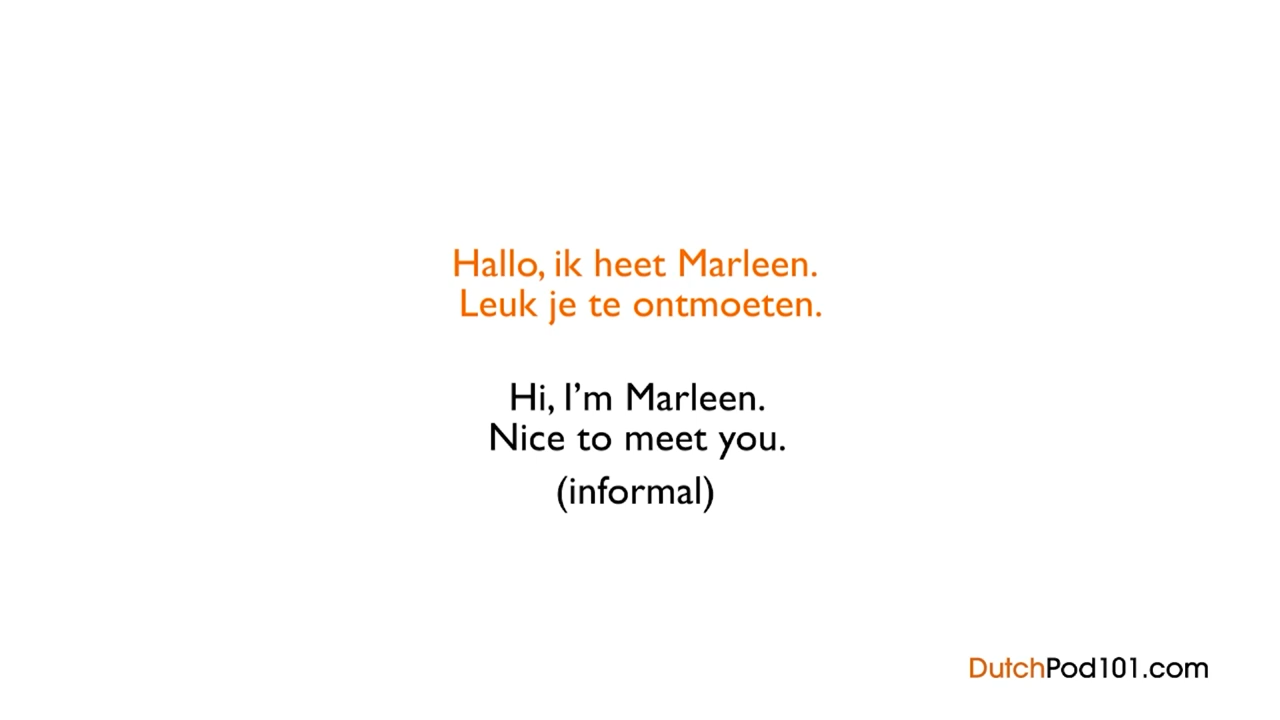 Hallo, ik heet Marleen.
Leuk je te ontmoeten.
Hi, I’m Marleen.
Nice to meet you.
(informal)
DutchPod101.com